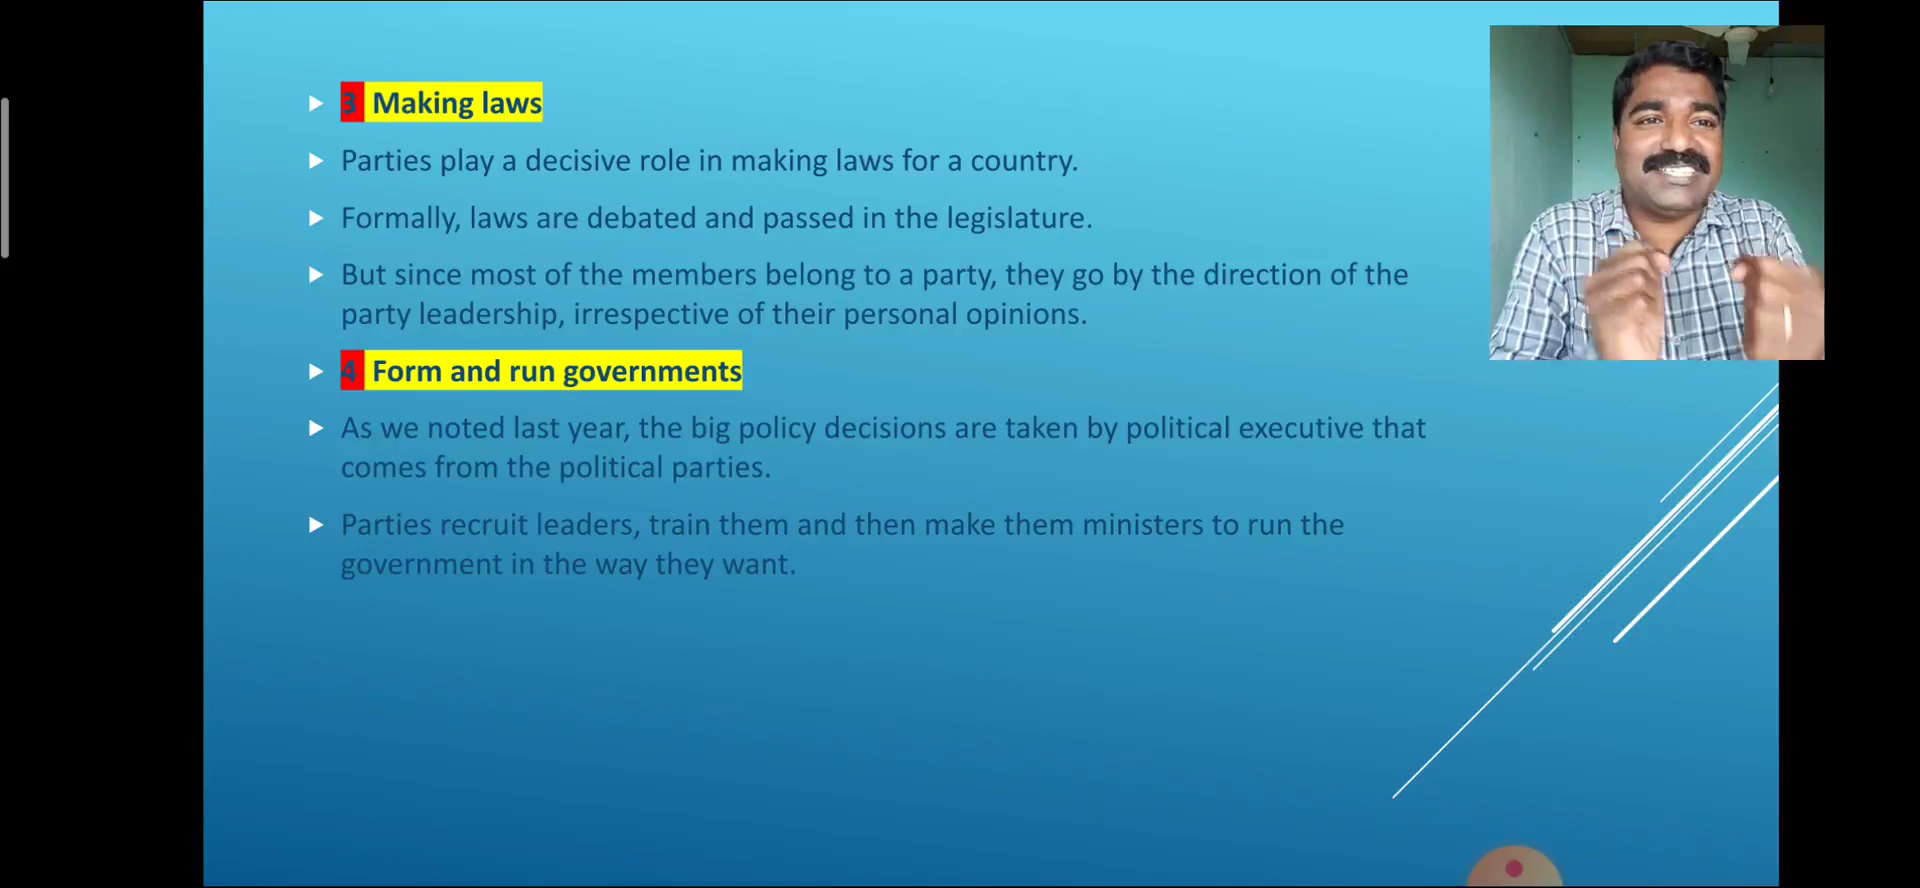 3 Making laws
Parties play a decisive role in making laws for a country.
Formally, laws are debated and passed in the legislature.
But since most of the members belong to a party, they go by the direction of the
party leadership, irrespective of their personal opinions.
4 Form and run governments
As we noted last year, the big policy decisions are taken by political executive that
comes from the political parties.
Parties recruit leaders, train them and then make them ministers to run the
government in the way they want.